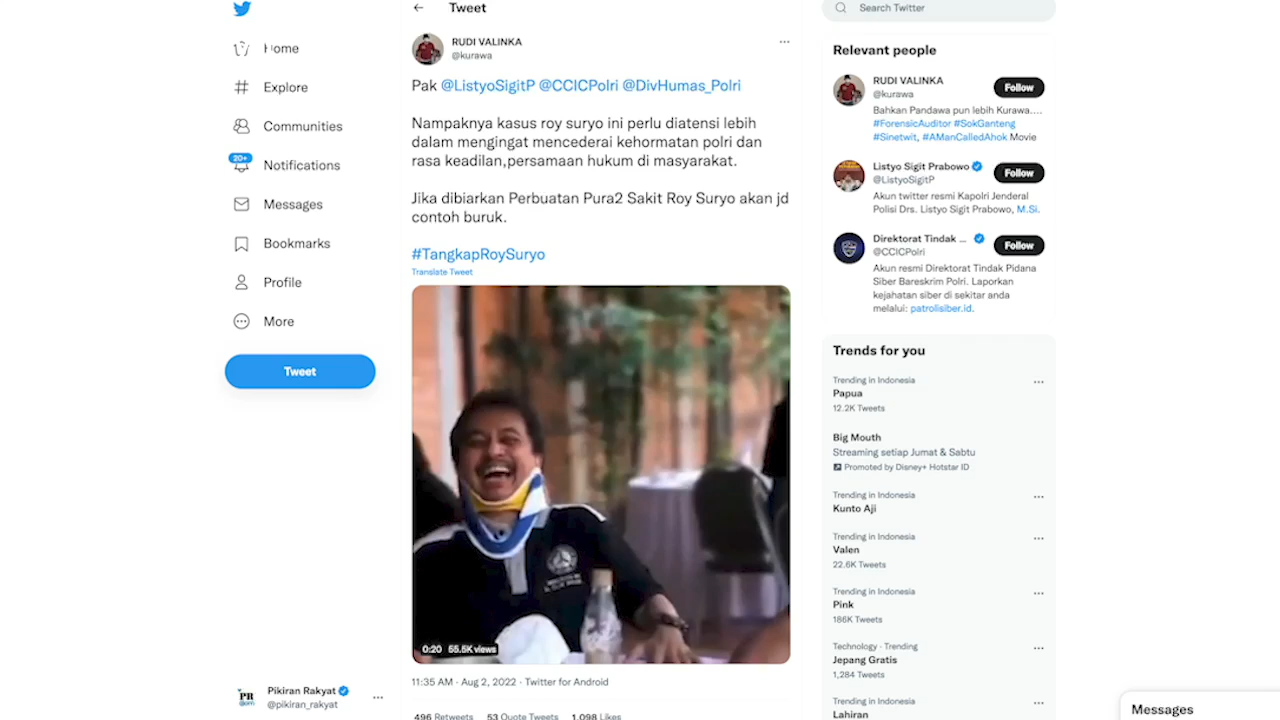 Home
Explore
Communities
20+
Notifications
Messages
Bookmarks
Profile
More
Tweet
Pikiran Rakyat
@pikiran_rakyat
Tweet
RUDI VALINKA
@kurawa
Pak @ListyoSigitP @CCICPolri @DivHumas_Polri
Nampaknya kasus roy suryo ini perlu diatensi lebih
dalam mengingat mencederai kehormatan polri dan
rasa keadilan,persamaan hukum di masyarakat.
Jika dibiarkan Perbuatan Pura2 Sakit Roy Suryo akan jd
contoh buruk.
#TangkapRoySuryo
Translate Tweet
0:20 55.5K views
11:35 AM · Aug 2, 2022 · Twitter for Android
496 Retweets 53 Quote Tweets 1,098 Likes
Search Twitter
Relevant people
RUDI VALINKA
@kurawa
Follow
Bahkan Pandawa pun lebih Kurawa....
#ForensicAuditor #SokGanteng
#Sinetwit, #AManCalledAhok Movie
Listyo Sigit Prabowo
@ListyoSigitP
Follow
Akun twitter resmi Kapolri Jenderal
Polisi Drs. Listyo Sigit Prabowo, M.Si.
Direktorat Tindak ...
@CCICPolri
Follow
Akun resmi Direktorat Tindak Pidana
Siber Bareskrim Polri. Laporkan
kejahatan siber di sekitar anda
melalui: patrolisiber.id.
Trends for you
Trending in Indonesia
Papua
12.2K Tweets
Big Mouth
Streaming setiap Jumat & Sabtu
Promoted by Disney+ Hotstar ID
Trending in Indonesia
Kunto Aji
Trending in Indonesia
Valen
22.6K Tweets
Trending in Indonesia
Pink
186K Tweets
Technology · Trending
Jepang Gratis
1,284 Tweets
Trending in Indonesia
Lahiran
Messages